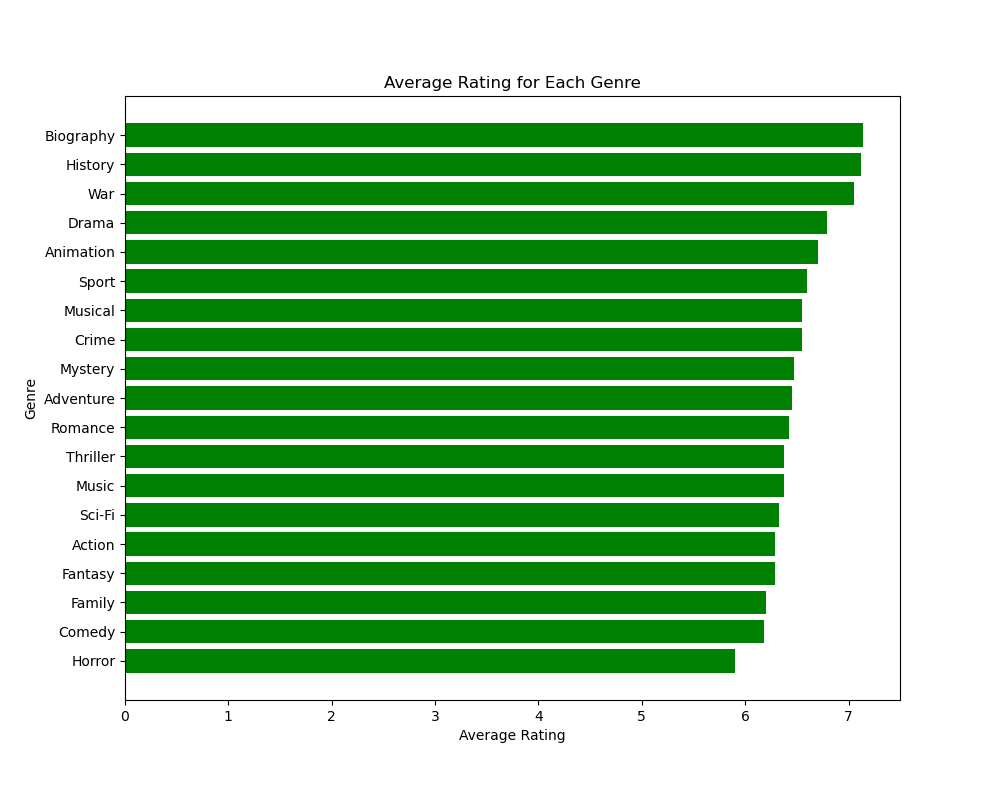 Average Rating for Each Genre
Genre
Biography
History
War
Drama
Animation
Sport
Musical
Crime
Mystery
Adventure
Romance
Thriller
Music
Sci-Fi
Action
Fantasy
Family
Comedy
Horror
0 1 2 3 4 5 6 7
Average Rating